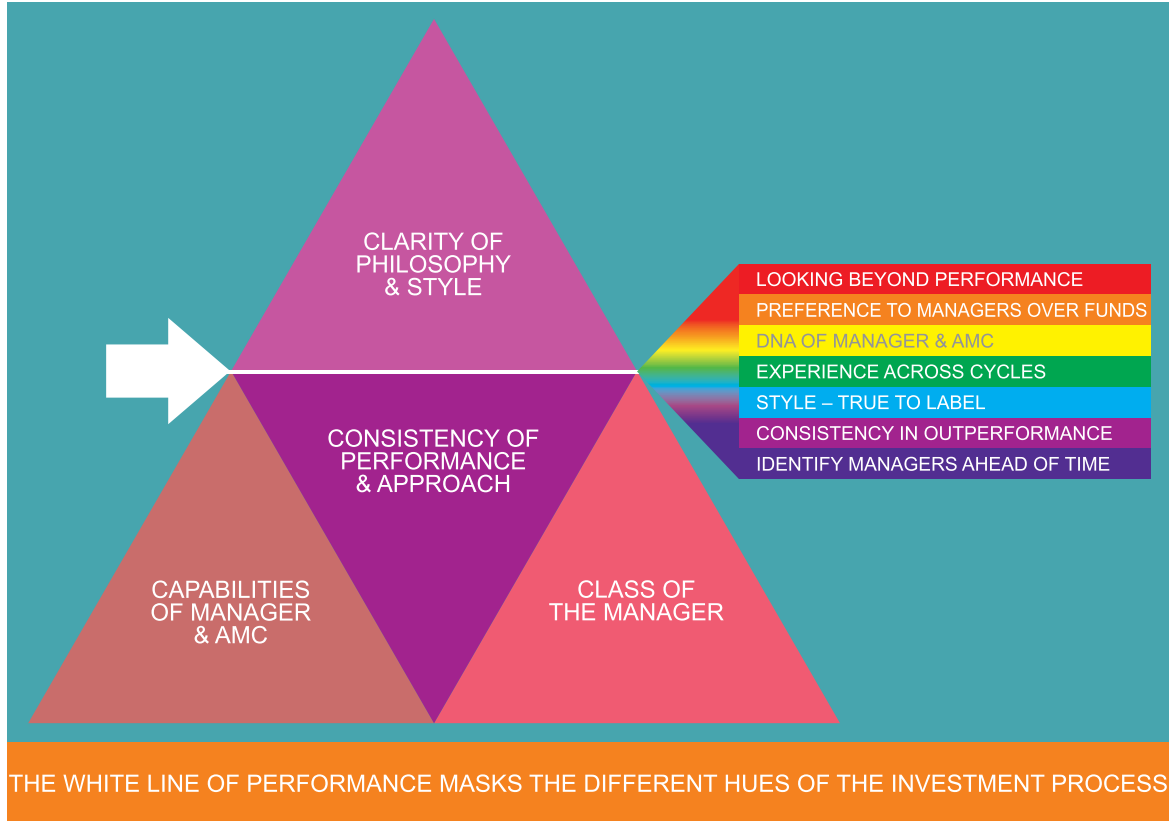 CLARITY OF
PHILOSOPHY
& STYLE
CONSISTENCY OF
PERFORMANCE
& APPROACH
CAPABILITIES
OF MANAGER
& AMC
CLASS OF
THE MANAGER
LOOKING BEYOND PERFORMANCE
PREFERENCE TO MANAGERS OVER FUNDS
DNA OF MANAGER & AMC
EXPERIENCE ACROSS CYCLES
STYLE – TRUE TO LABEL
CONSISTENCY IN OUTPERFORMANCE
IDENTIFY MANAGERS AHEAD OF TIME
THE WHITE LINE OF PERFORMANCE MASKS THE DIFFERENT HUES OF THE INVESTMENT PROCESS